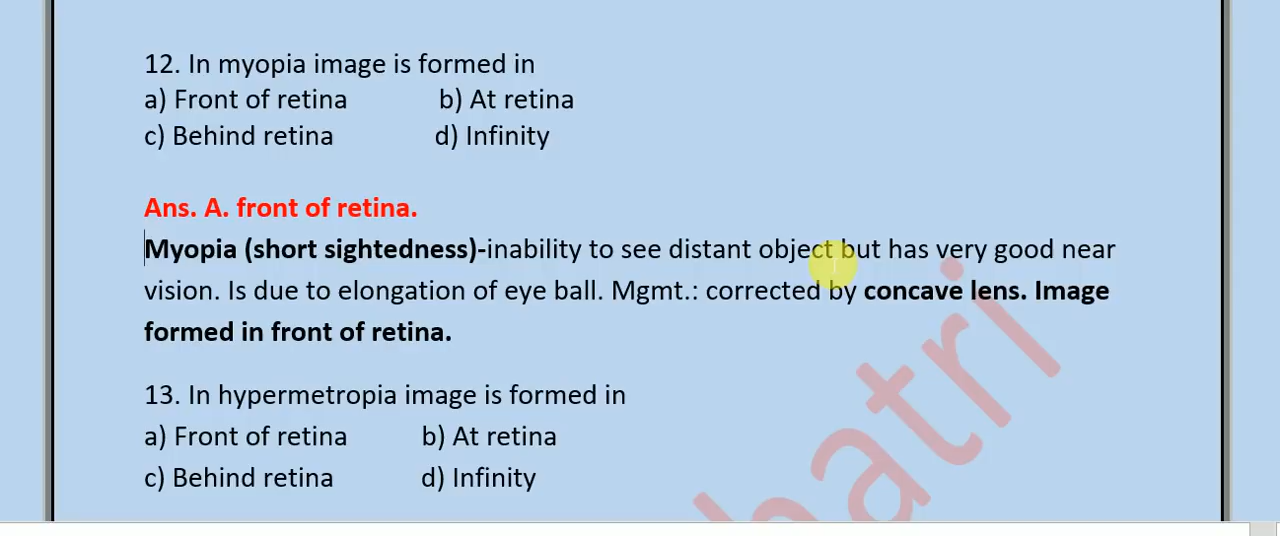 12. In myopia image is formed in
a) Front of retina b) At retina
c) Behind retina d) Infinity
Ans. A. front of retina.
Myopia (short sightedness)-inability to see distant object but has very good near
vision. Is due to elongation of eye ball. Mgmt.: corrected by concave lens. Image
formed in front of retina.
13. In hypermetropia image is formed in
a) Front of retina b) At retina
c) Behind retina d) Infinity